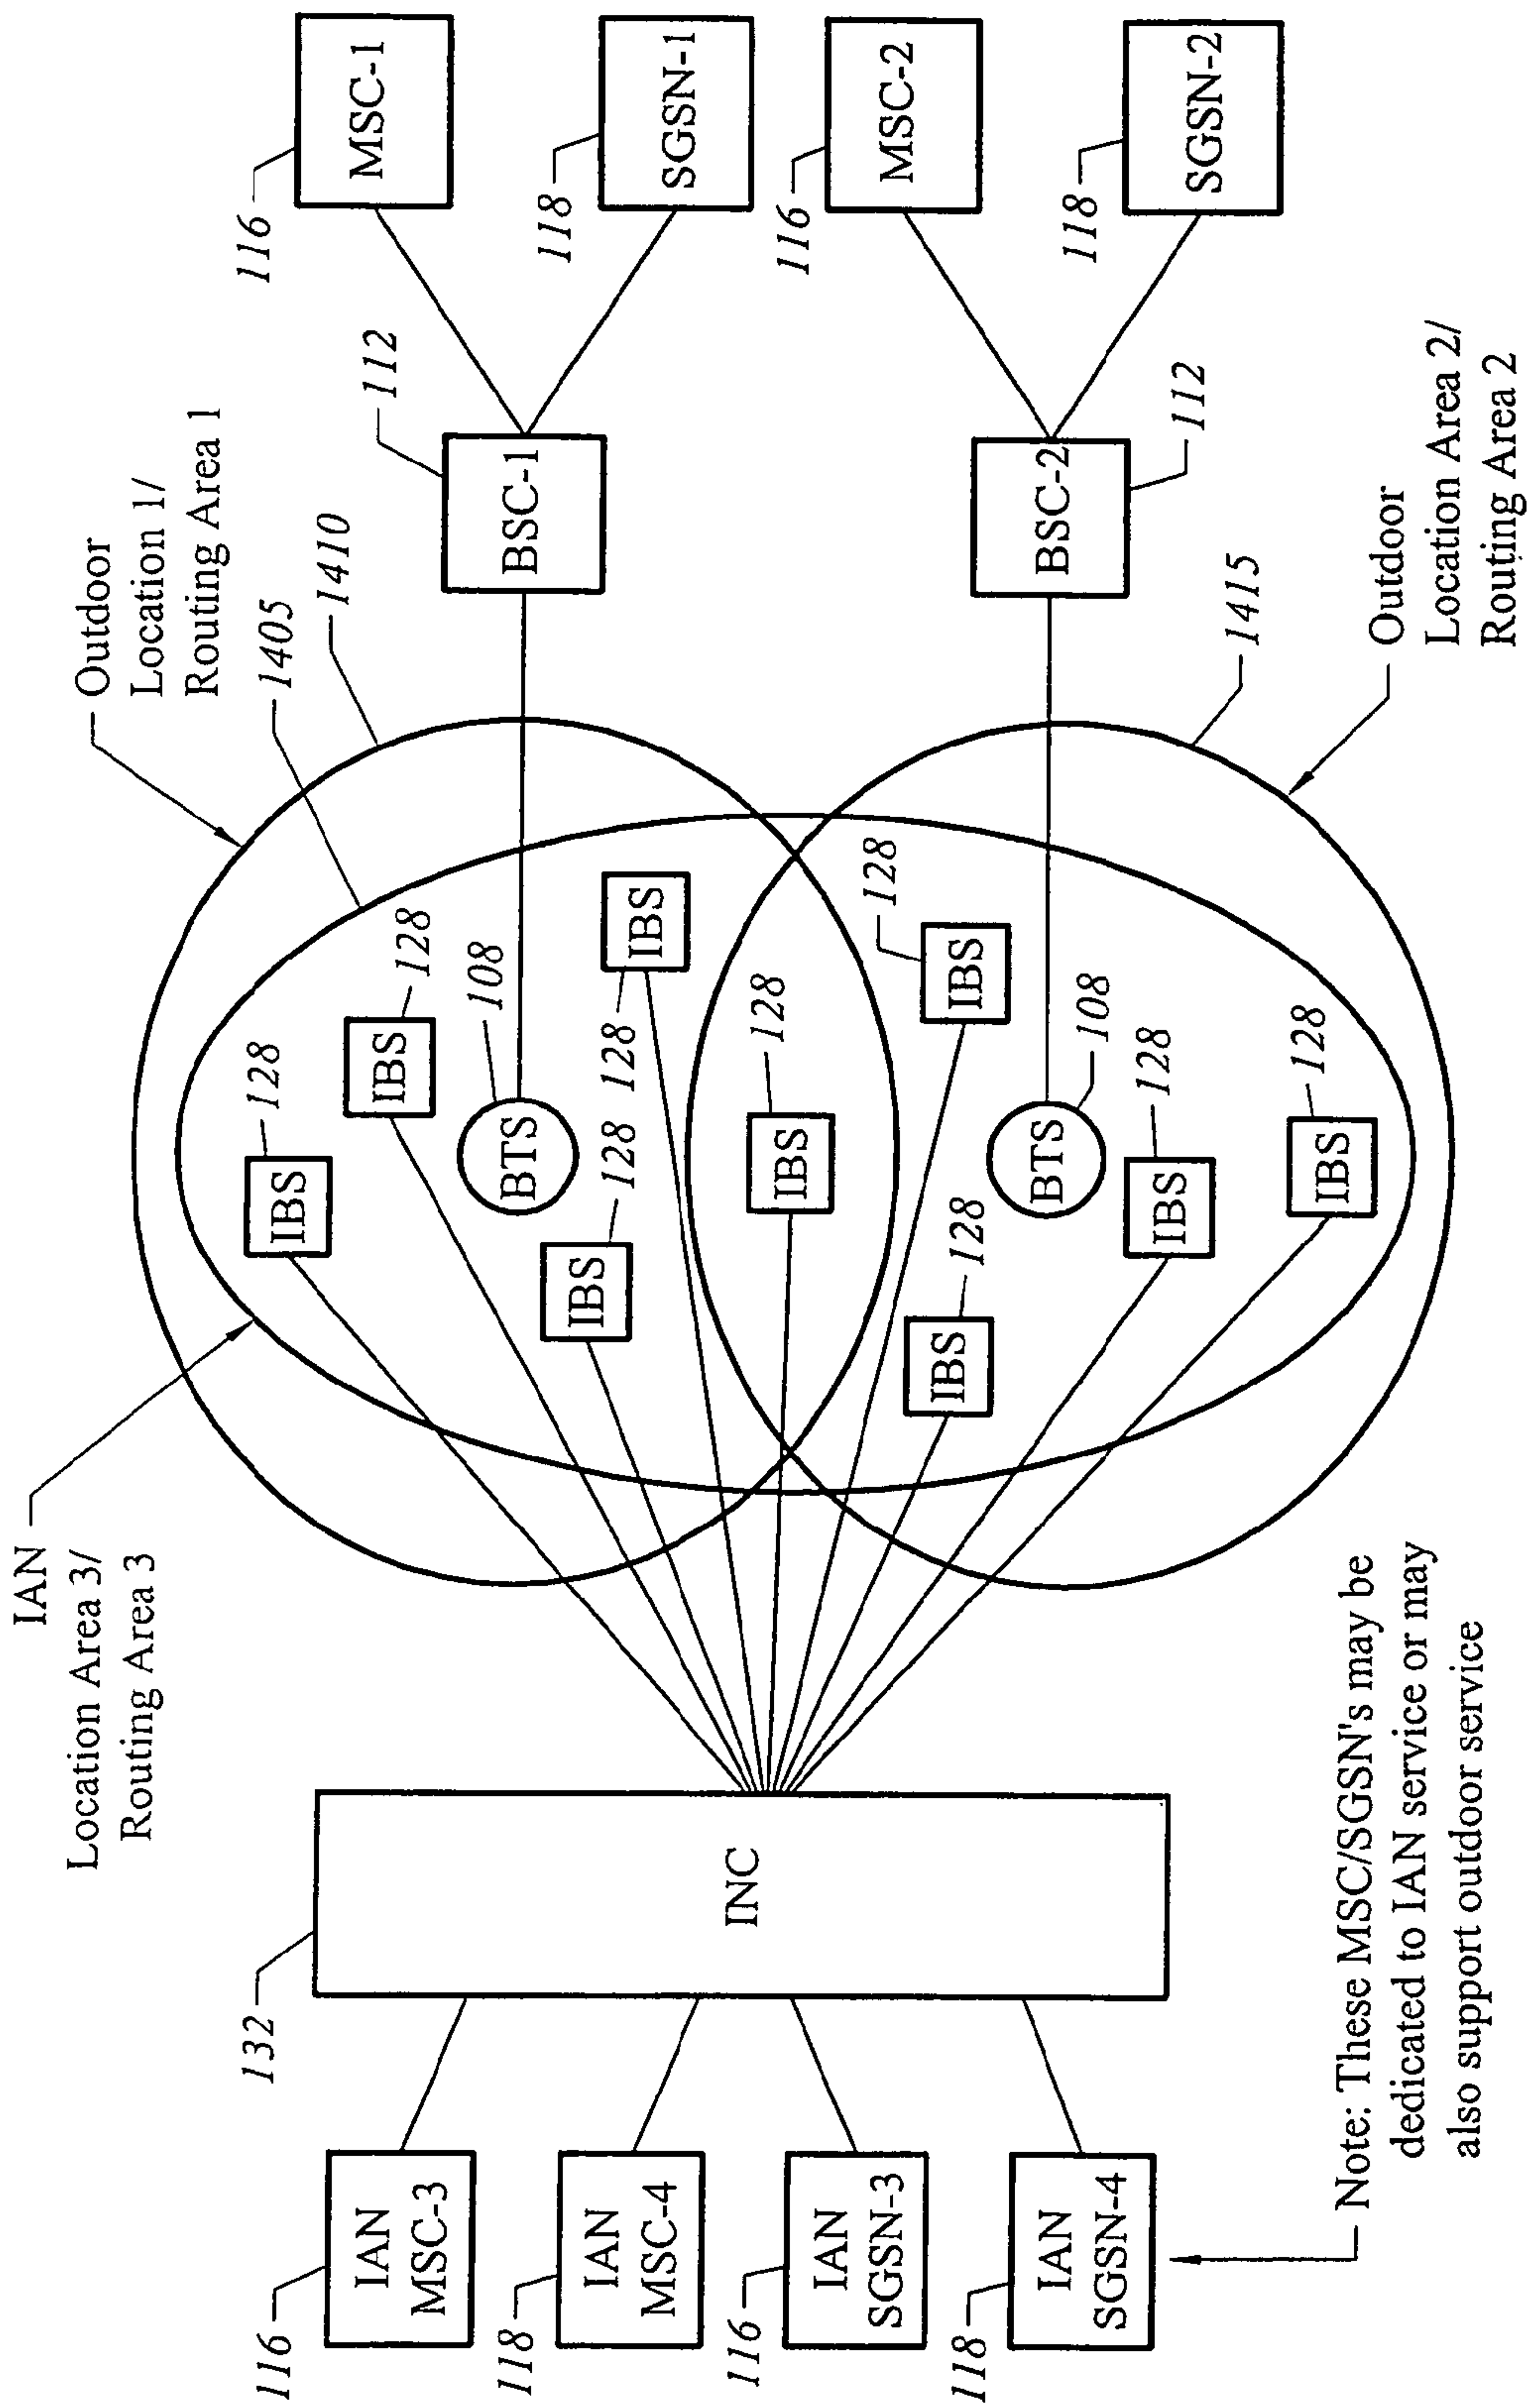 IAN
Location Area 3/
Routing Area 3
Outdoor
Location 1/
Routing Area 1
1405
1410
116
IAN
MSC-3
118
IAN
MSC-4
116
IAN
SGSN-3
118
IAN
SGSN-4
132
INC
IBS
128
IBS
128
BTS
108
IBS
128
IBS
128
IBS
128
IBS
128
IBS
128
BTS
108
IBS
128
IBS
128
BSC-1
112
BSC-2
112
116
MSC-1
118
SGSN-1
116
MSC-2
118
SGSN-2
1415
Outdoor
Location Area 2/
Routing Area 2
Note: These MSC/SGSN's may be
dedicated to IAN service or may
also support outdoor service